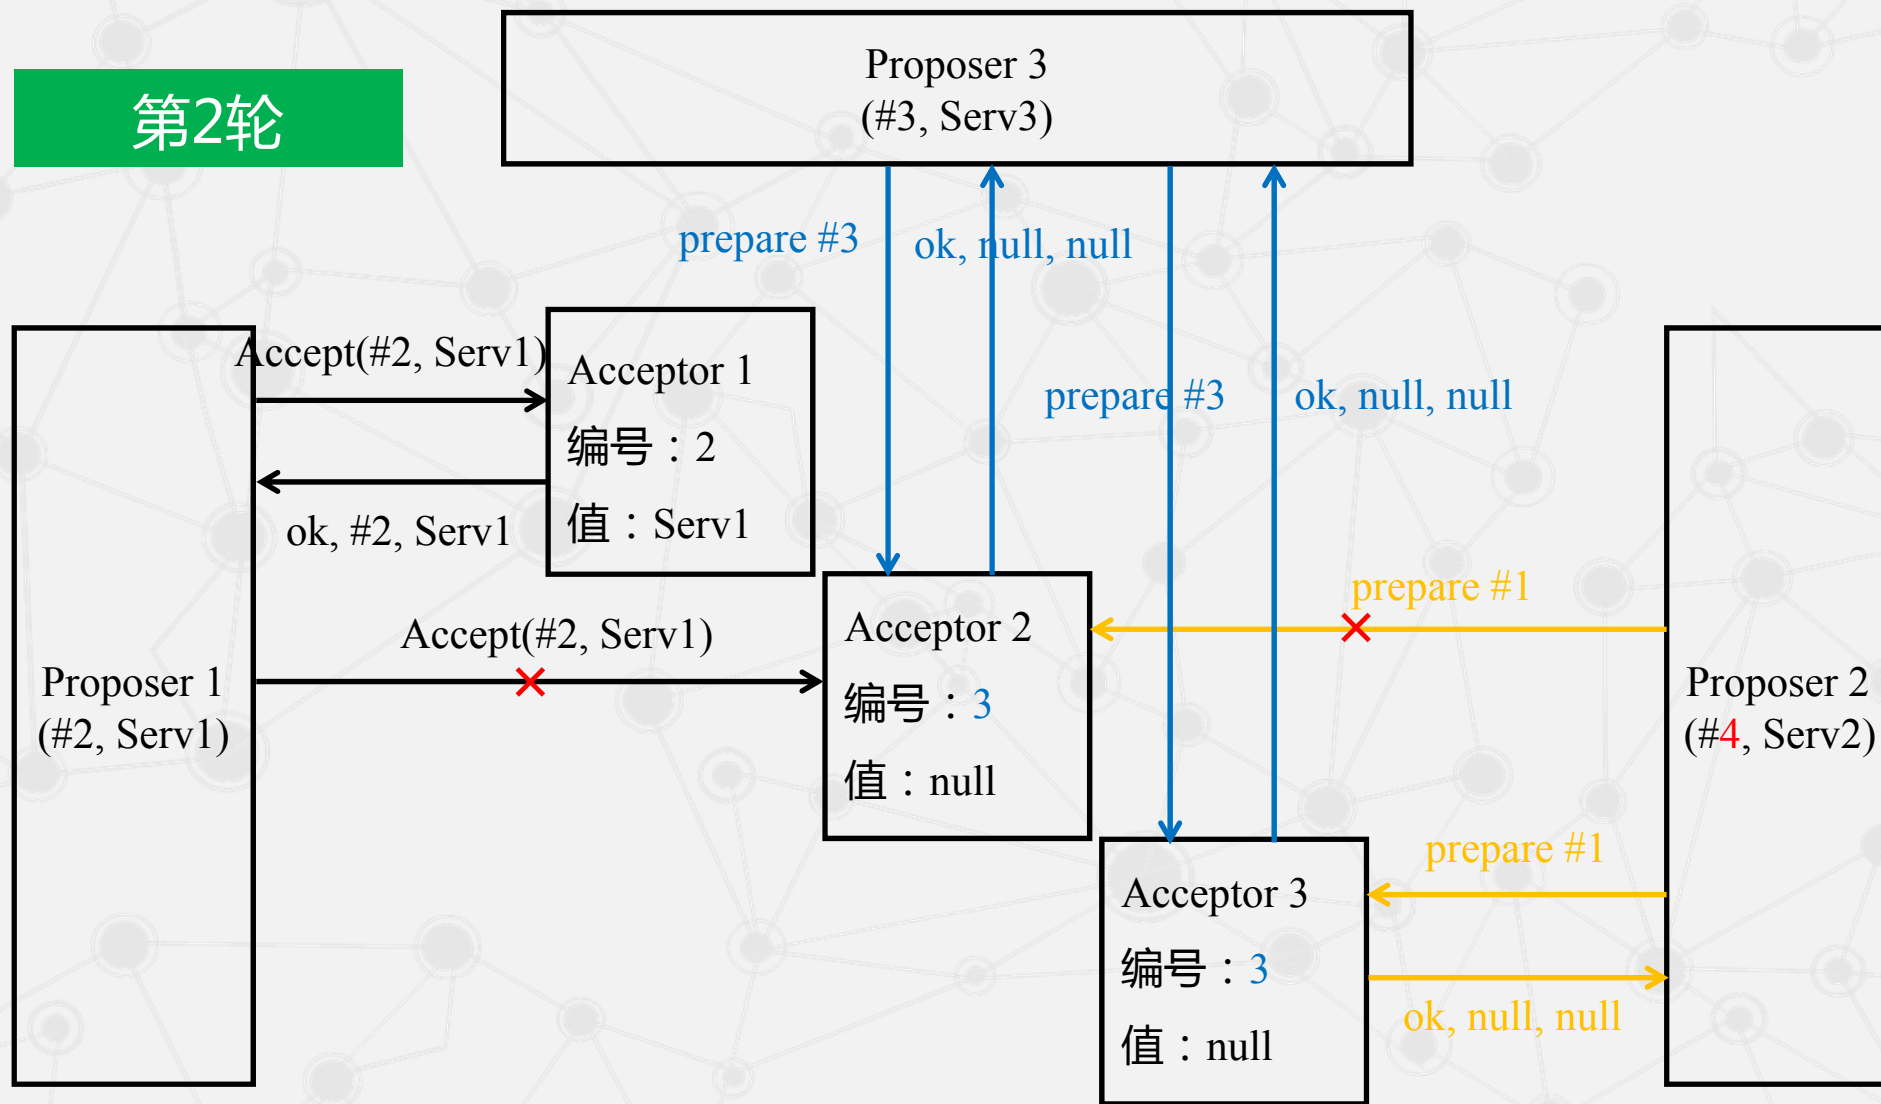 第2轮
Proposer 3
(#3, Serv3)
prepare #3
ok, null, null
Accept(#2, Serv1)
Acceptor 1
编号：2
值：Serv1
ok, #2, Serv1
prepare #3
ok, null, null
Proposer 1
(#2, Serv1)
Accept(#2, Serv1)
Acceptor 2
编号：3
值：null
prepare #1
Proposer 2
(#4, Serv2)
Acceptor 3
编号：3
值：null
prepare #1
ok, null, null